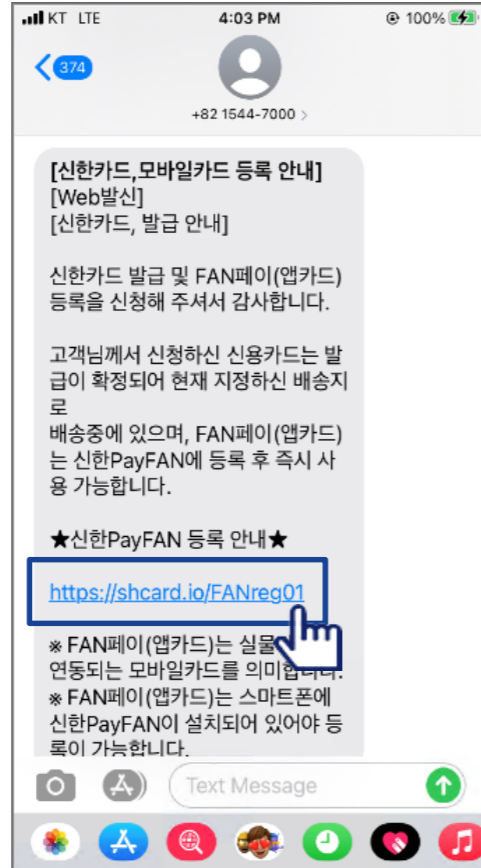 KT LTE
4:03 PM
100%
374
+82 1544-7000 >
[신한카드,모바일카드 등록 안내]
[Web발신]
[신한카드, 발급 안내]
신한카드 발급 및 FAN페이(앱카드)
등록을 신청해 주셔서 감사합니다.
고객님께서 신청하신 신용카드는 발
급이 확정되어 현재 지정하신 배송지
로
배송중에 있으며, FAN페이(앱카드)
는 신한PayFAN에 등록 후 즉시 사
용 가능합니다.
★신한PayFAN 등록 안내★
https://shcard.io/FANreg01
※ FAN페이(앱카드)는 실물
연동되는 모바일카드를 의미합니다.
※ FAN페이(앱카드)는 스마트폰에
신한PayFAN이 설치되어 있어야 등
록이 가능합니다.
Text Message